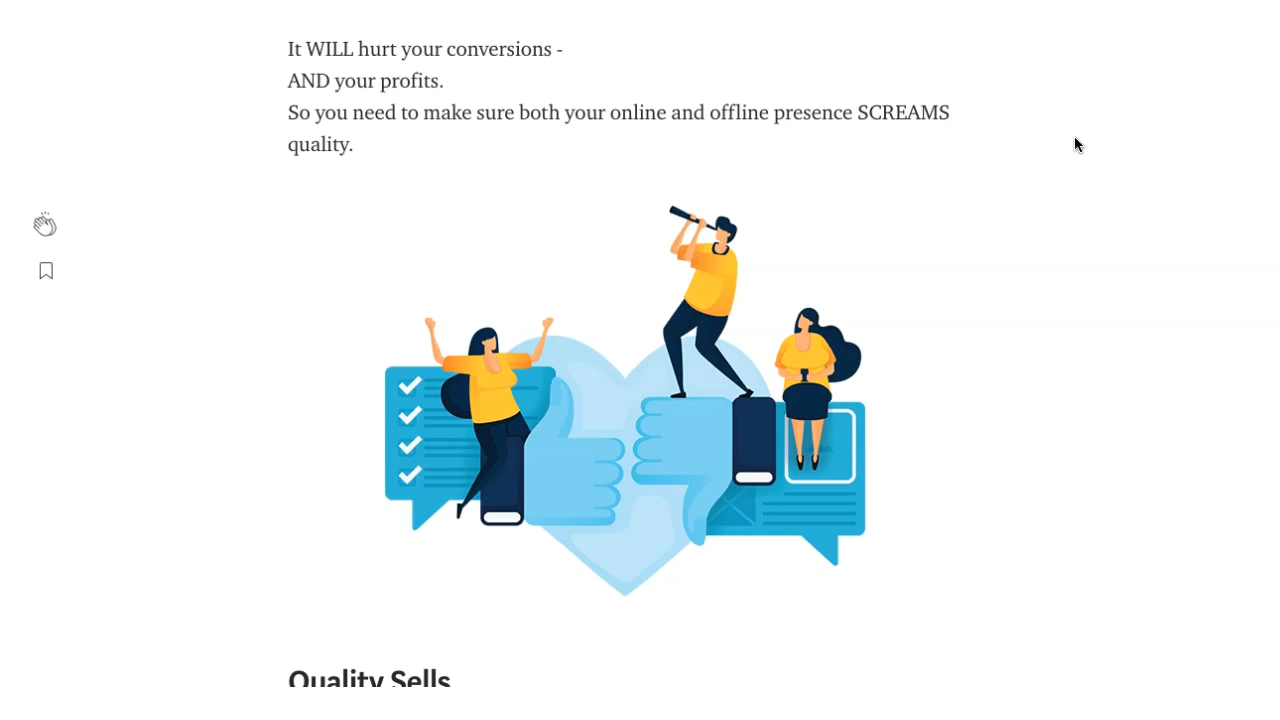 It WILL hurt your conversions -
AND your profits.
So you need to make sure both your online and offline presence SCREAMS
quality.
Quality Sells